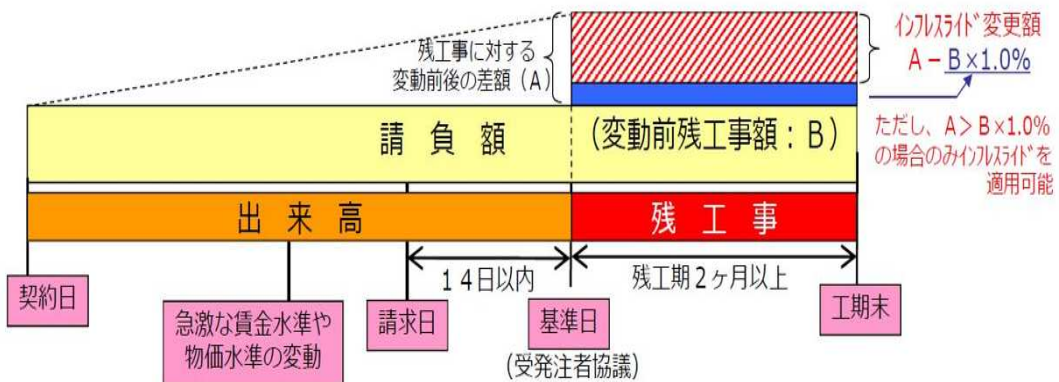 残工事に対する
変動前後の差額（A）
ｲﾝﾌﾚｽﾗｲﾄﾞ変更額
A－B×1.0%
ただし、A＞B×1.0%
の場合のみｲﾝﾌﾚｽﾗｲﾄﾞを
適用可能
請負額
（変動前残工事額：B）
出来高
残工事
14日以内
残工期2ヶ月以上
契約日
急激な賃金水準や
物価水準の変動
請求日
基準日
(受発注者協議)
工期末